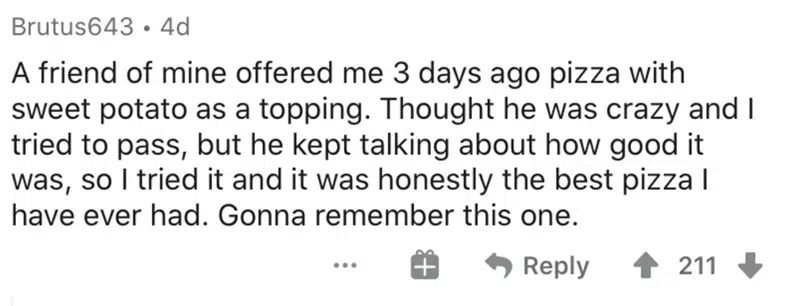 Brutus643 • 4d
A friend of mine offered me 3 days ago pizza with
sweet potato as a topping. Thought he was crazy and I
tried to pass, but he kept talking about how good it
was, so I tried it and it was honestly the best pizza I
have ever had. Gonna remember this one.
... Reply 211